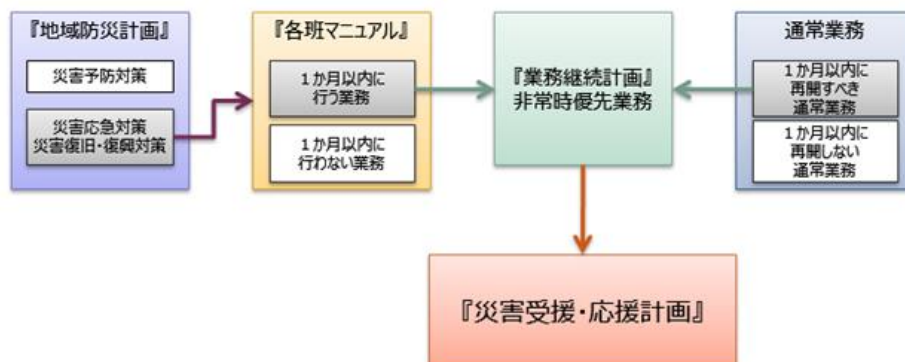 『地域防災計画』
災害予防対策
災害応急対策
災害復旧・復興対策
『各班マニュアル』
1か月以内に
行う業務
1か月以内に
行わない業務
『業務継続計画』
非常時優先業務
通常業務
1か月以内に
再開すべき
通常業務
1か月以内に
再開しない
通常業務
『災害受援・応援計画』